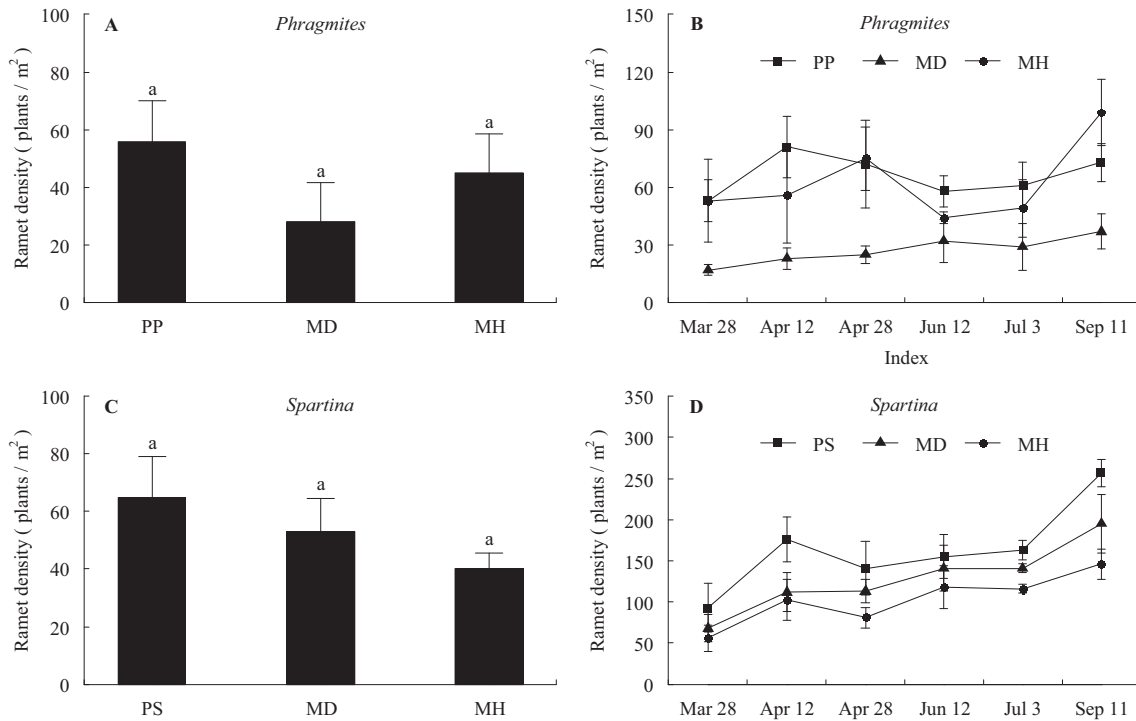 A
Phragmites
Ramet density ( plants / m²)
100
80
60
40
20
0
a
a
a
PP
MD
MH
B
Phragmites
PP
MD
MH
Ramet density ( plants / m²)
150
120
90
60
30
0
Mar 28
Apr 12
Apr 28
Jun 12
Jul 3
Sep 11
Index
C
Spartina
Ramet density ( plants / m²)
100
80
60
40
20
0
a
a
a
PS
MD
MH
D
Spartina
PS
MD
MH
Ramet density ( plants / m²)
350
300
250
200
150
100
50
0
Mar 28
Apr 12
Apr 28
Jun 12
Jul 3
Sep 11